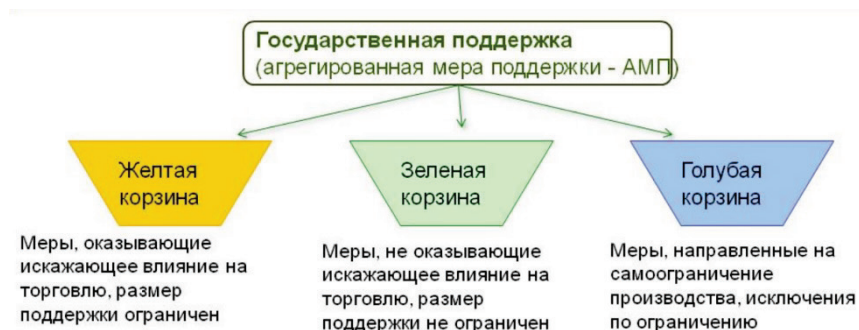 Государственная поддержка
(агрегированная мера поддержки - АМП)
Желтая
корзина
Зеленая
корзина
Голубая
корзина
Меры, оказывающие
искажающее влияние на
торговлю, размер
поддержки ограничен
Меры, не оказывающие
искажающее влияние на
торговлю, размер
поддержки не ограничен
Меры, направленные на
самоограничение
производства, исключения
по ограничению